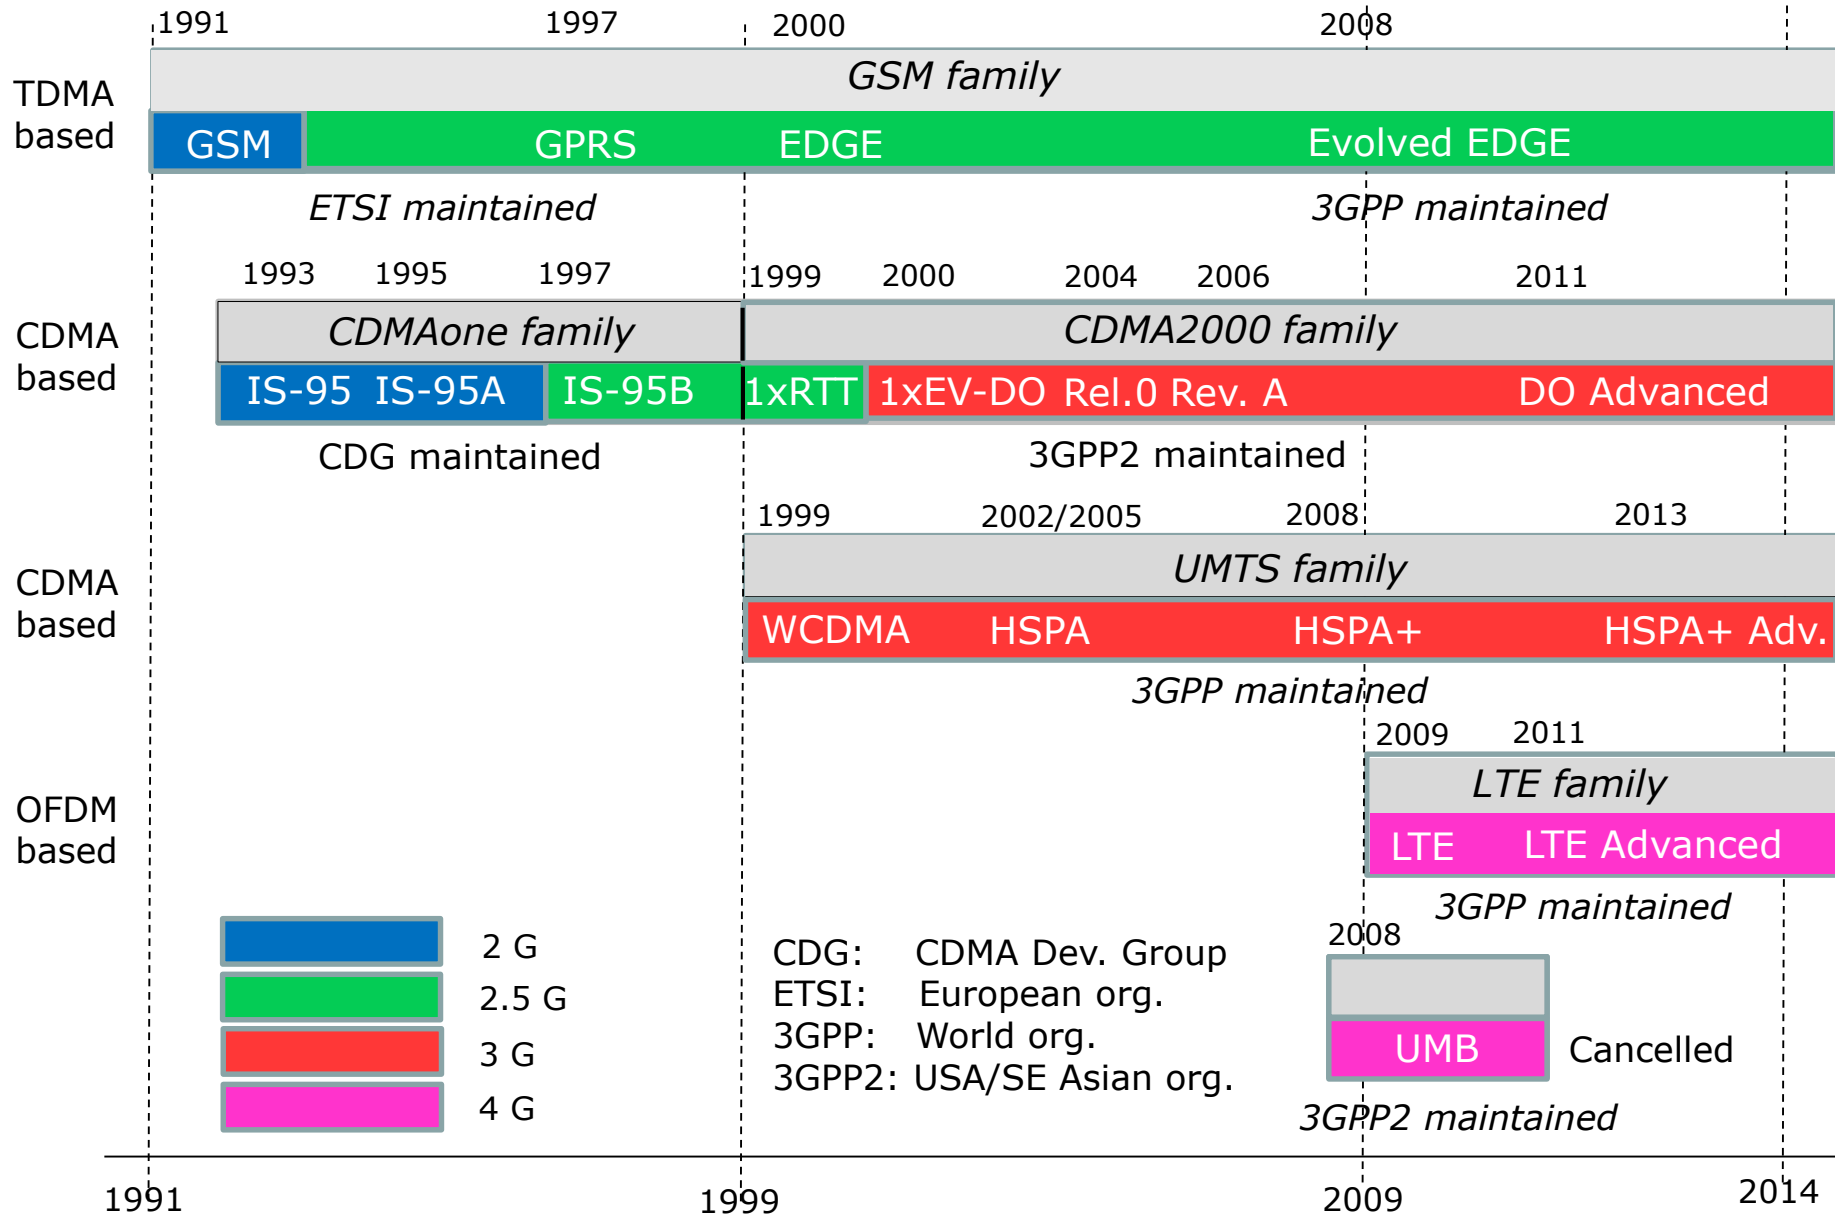 1991 1997 2000 2008
GSM family
TDMA
based
GSM GPRS EDGE Evolved EDGE
ETSI maintained 3GPP maintained
1993 1995 1997 1999 2000 2004 2006 2011
CDMAone family CDMA2000 family
CDMA
based
IS-95 IS-95A IS-95B 1xRTT 1xEV-DO Rel.0 Rev. A DO Advanced
CDG maintained 3GPP2 maintained
1999 2002/2005 2008 2013
UMTS family
CDMA
based
WCDMA HSPA HSPA+ HSPA+ Adv.
3GPP maintained
2009 2011
LTE family
OFDM
based
LTE LTE Advanced
3GPP maintained
2 G
2.5 G
3 G
4 G
CDG: CDMA Dev. Group
ETSI: European org.
3GPP: World org.
3GPP2: USA/SE Asian org.
2008
UMB Cancelled
3GPP2 maintained
1991 1999 2009 2014